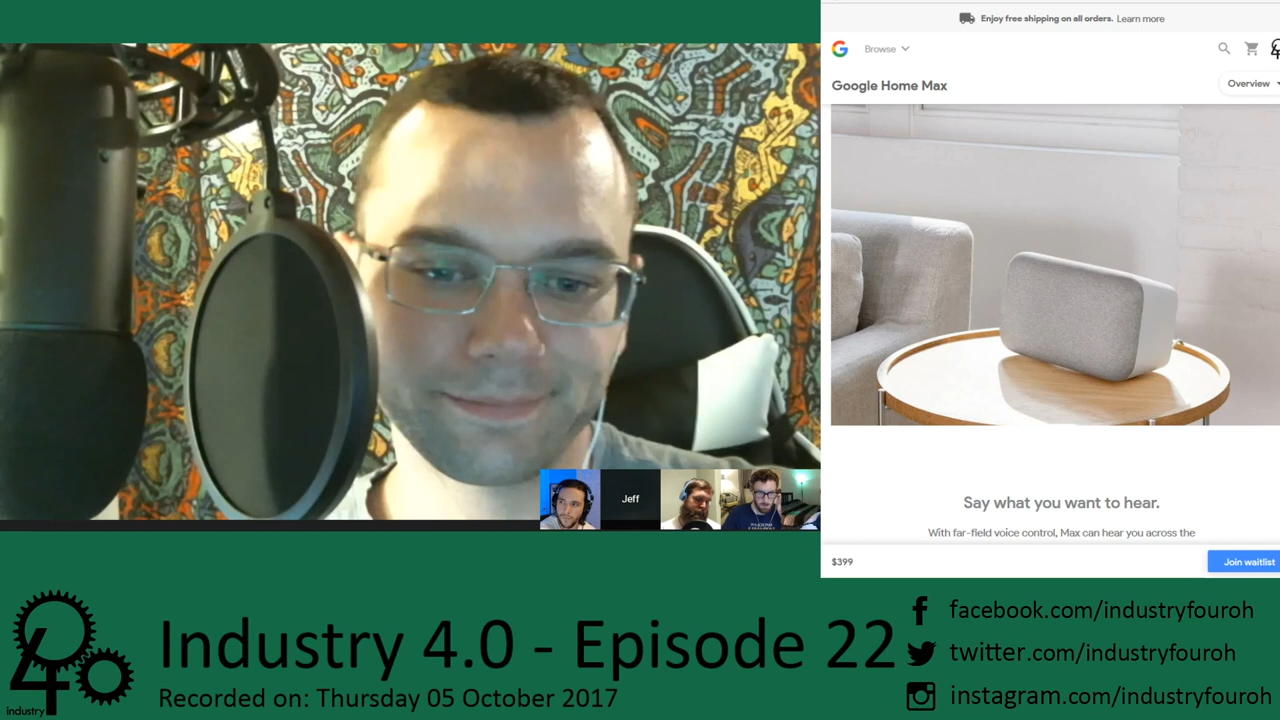 Enjoy free shipping on all orders. Learn more
Browse
Google Home Max
Overview
Jeff
Say what you want to hear.
With far-field voice control, Max can hear you across the
$399
Join waitlist
40
industry
Industry 4.0 - Episode 22
Recorded on: Thursday 05 October 2017
facebook.com/industryfouroh
twitter.com/industryfouroh
instagram.com/industryfouroh